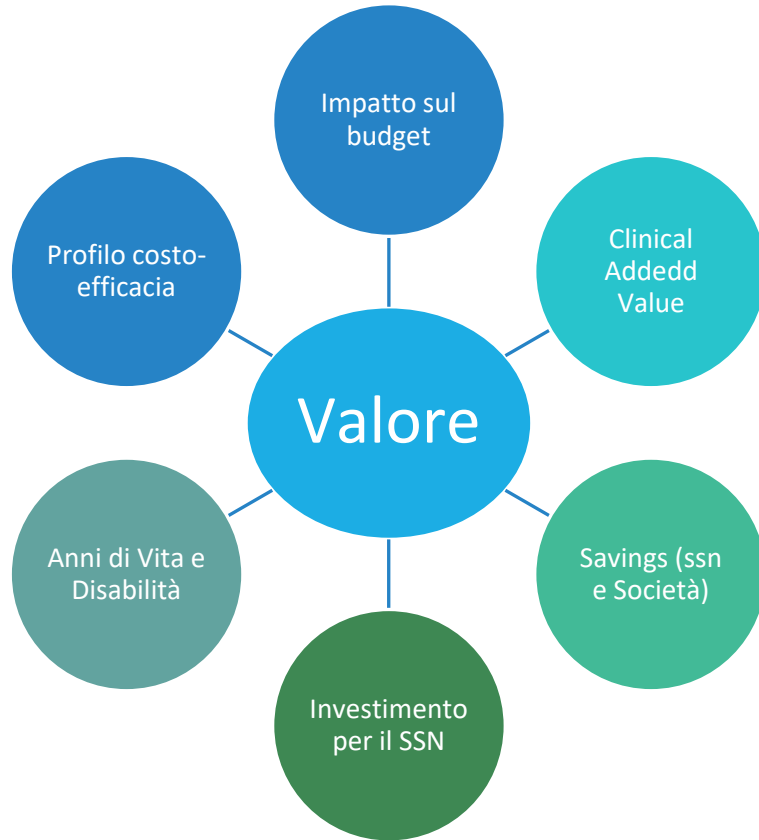 Impatto sul
budget
Profilo costo-
efficacia
Clinical
Addedd
Value
Valore
Anni di Vita e
Disabilità
Savings (ssn
e Società)
Investimento
per il SSN